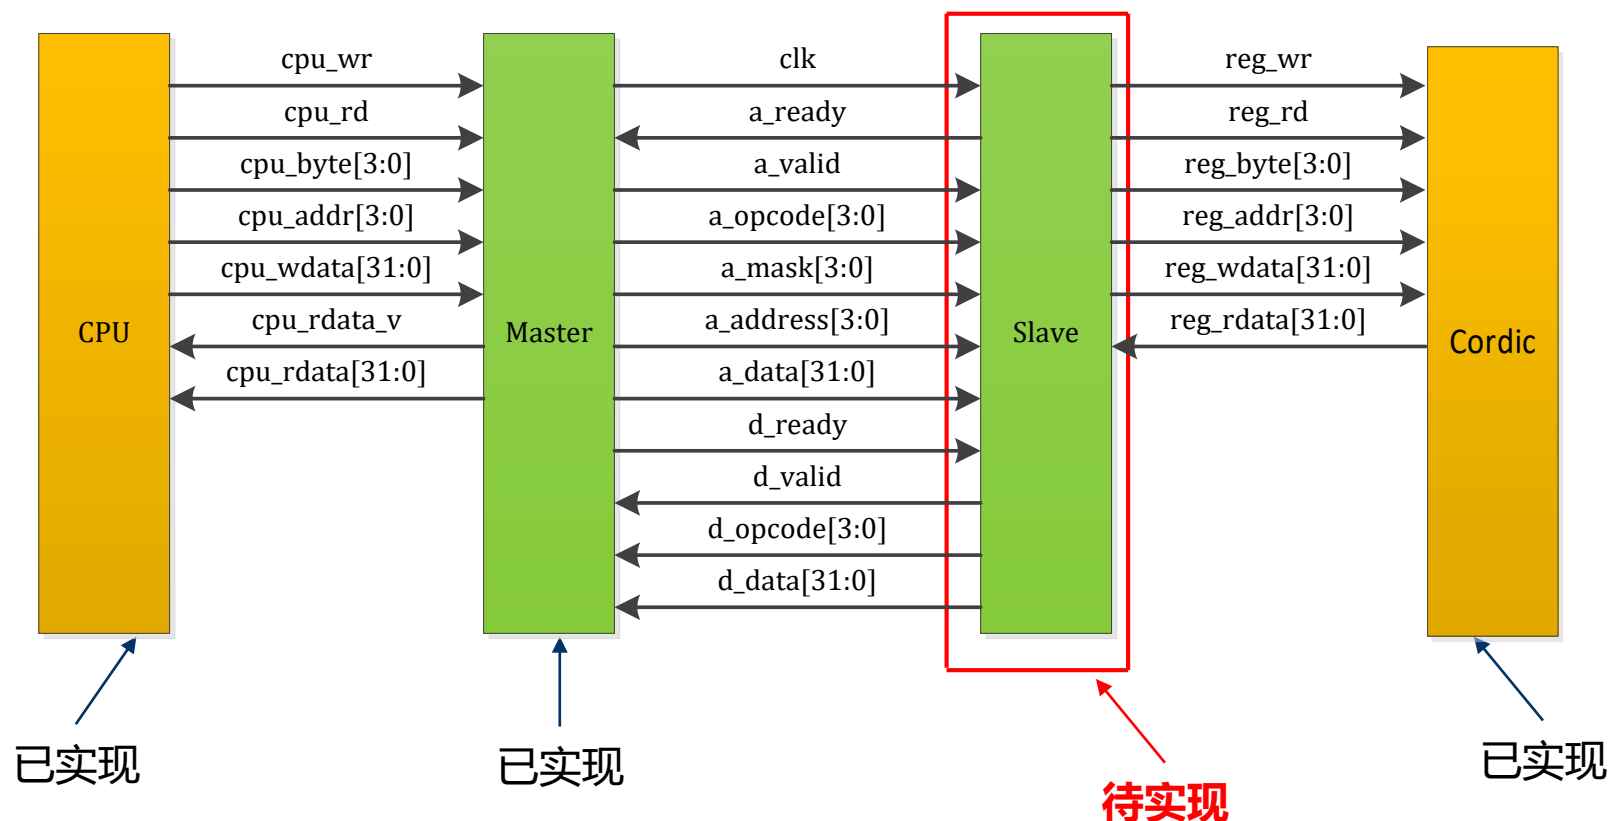 cpu_wr
cpu_rd
cpu_byte[3:0]
cpu_addr[3:0]
cpu_wdata[31:0]
cpu_rdata_v
cpu_rdata[31:0]
clk
a_ready
a_valid
a_opcode[3:0]
a_mask[3:0]
a_address[3:0]
a_data[31:0]
d_ready
d_valid
d_opcode[3:0]
d_data[31:0]
reg_wr
reg_rd
reg_byte[3:0]
reg_addr[3:0]
reg_wdata[31:0]
reg_rdata[31:0]
CPU
Master
Slave
Cordic
已实现
已实现
待实现
已实现